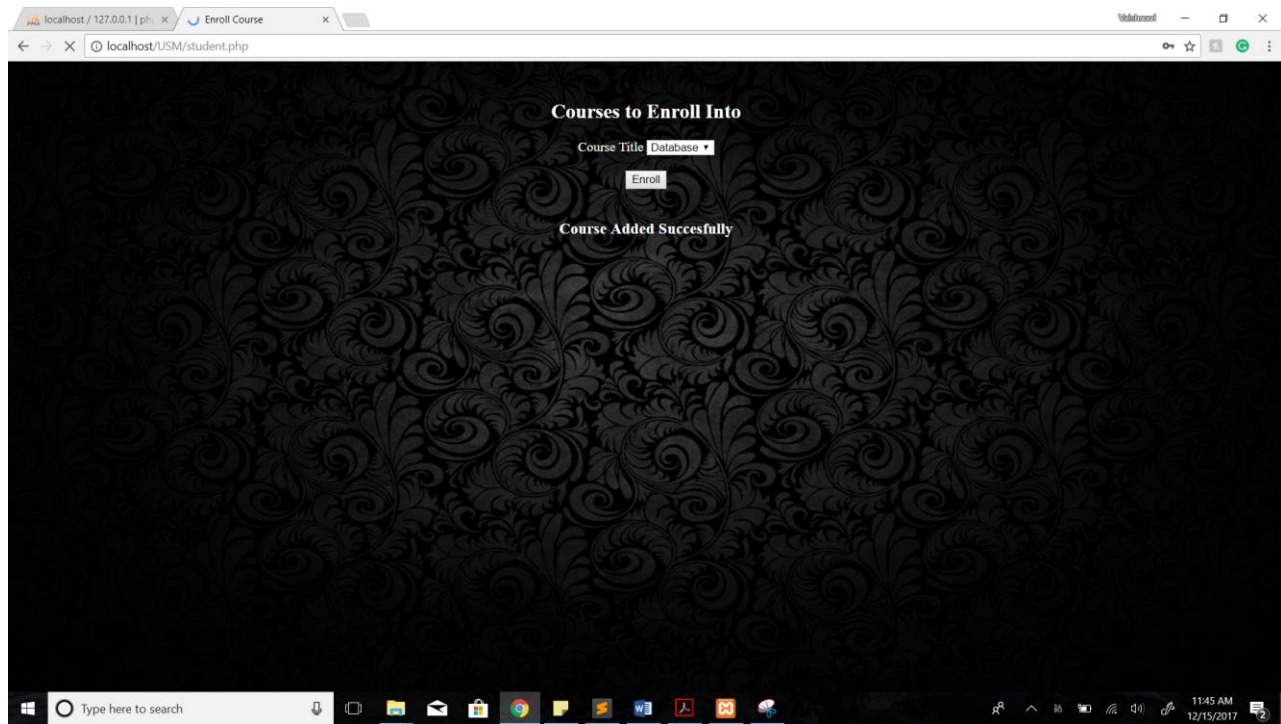 localhost / 127.0.0.1 | ph
Enroll Course
localhost/USM/student.php
Courses to Enroll Into
Course Title Database
Enroll
Course Added Succesfully
Type here to search
11:45 AM
12/15/2017
2